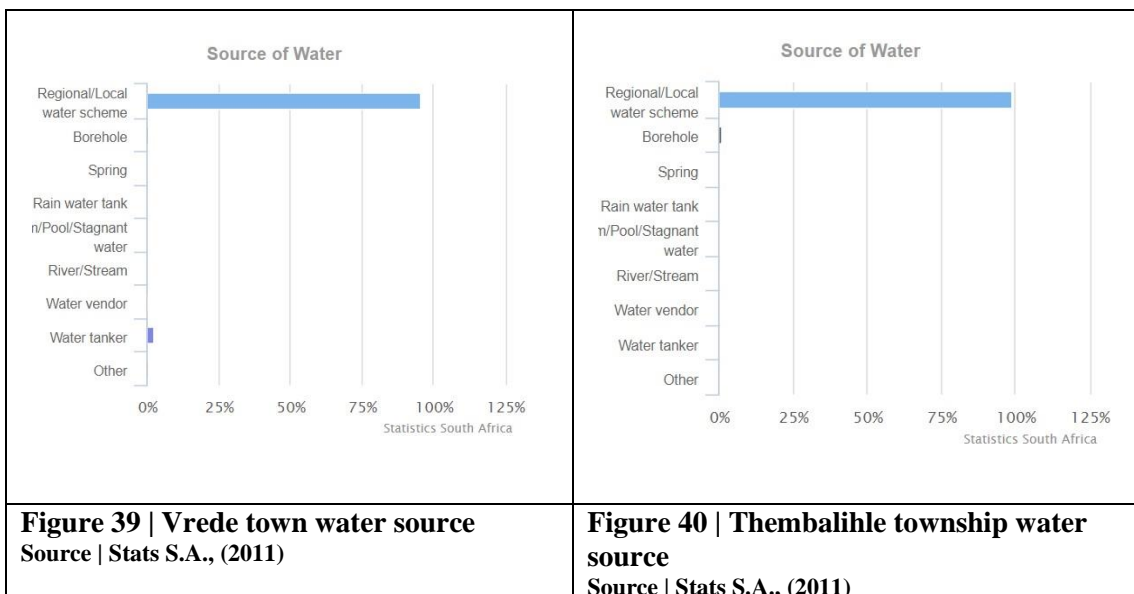 Source of Water
Regional/Local
water scheme
Borehole
Spring
Rain water tank
n/Pool/Stagnant
water
River/Stream
Water vendor
Water tanker
Other
0% 25% 50% 75% 100% 125%
Statistics South Africa
Figure 39 | Vrede town water source
Source | Stats S.A., (2011)
Source of Water
Regional/Local
water scheme
Borehole
Spring
Rain water tank
n/Pool/Stagnant
water
River/Stream
Water vendor
Water tanker
Other
0% 25% 50% 75% 100% 125%
Statistics South Africa
Figure 40 | Thembalihle township water
source
Source | Stats S.A., (2011)